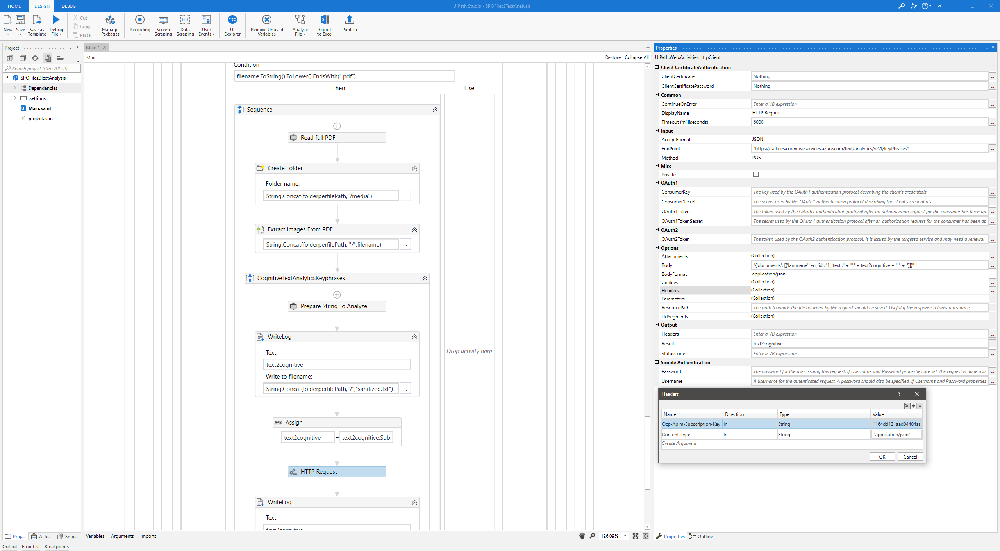 HOME DESIGN DEBUG UiPath Studio - SPOFiles2TextAnalysis
New Save Save as Template Debug File Cut Copy Paste Manage Packages Recording Screen Scraping Data Scraping User Events UI Explorer Remove Unused Variables Analyze File Export to Excel Publish
Project
Search project (Ctrl+Alt+P)
SPOFiles2TextAnalysis
Dependencies
.settings
Main.xaml
project.json
Main *
Main Restore Collapse All
Condition
filename.ToString().ToLower().EndsWith(".pdf")
Then Else
Sequence
Read full PDF
Create Folder
Folder name:
String.Concat(folderperfilePath,"/media") ...
Extract Images From PDF
String.Concat(folderperfilePath, "/",filename) ...
CognitiveTextAnalyticsKeyphrases
Prepare String To Analyze
WriteLog
Text:
Drop activity here
text2cognitive
Write to filename:
String.Concat(folderperfilePath,"/","sanitized.txt") ...
A+B Assign
text2cognitive = text2cognitive.Sub
HTTP Request
WriteLog
Text:
text2cognitive
Properties
UiPath.Web.Activities.HttpClient
Client CertificateAuthentication
ClientCertificate Nothing ...
ClientCertificatePassword Nothing ...
Common
ContinueOnError Enter a VB expression ...
DisplayName HTTP Request
Timeout (milliseconds) 6000 ...
Input
AcceptFormat JSON
EndPoint "https://talkees.cognitiveservices.azure.com/text/analytics/v2.1/keyPhrases" ...
Method POST
Misc
Private
OAuth1
ConsumerKey The key used by the OAuth1 authentication protocol describing the client's credentials ...
ConsumerSecret The secret used by the OAuth1 authentication protocol describing the client's credentials ...
OAuth1Token The token used by the OAuth1 authentication protocol after an authorization request for the consumer has been ap ...
OAuth1TokenSecret The secret used by the OAuth1 authentication protocol after an authorization request for the consumer has been ap ...
OAuth2
OAuth2Token The token used by the OAuth2 authentication protocol. It is issued by the targeted service and may need a renewal ...
Options
Attachments (Collection) ...
Body "{'documents': [{'language':'en','id': '1','text':" + "'" + text2cognitive + "'" + "}]}" ...
BodyFormat application/json
Cookies (Collection) ...
Headers (Collection) ...
Parameters (Collection) ...
ResourcePath The path to which the file returned by the request should be saved. Useful if the response returns a resource ...
UrlSegments (Collection) ...
Output
Headers Enter a VB expression ...
Result text2cognitive ...
StatusCode Enter a VB expression ...
Simple Authentication
Password The password for the user issuing this request. If Username and Password properties are set, the request is done usin ...
Username A username for the autenticated request. A password should also be specified. If Username and Password properties ...
Headers ?
Name Direction Type Value
Ocp-Apim-Subscription-Key In String "164dd131aad04404aa
Content-Type In String "application/json"
Create Argument
OK Cancel
Proj... Acti... Snip... Variables Arguments Imports 126.09% Properties Outline
Output Error List Breakpoints